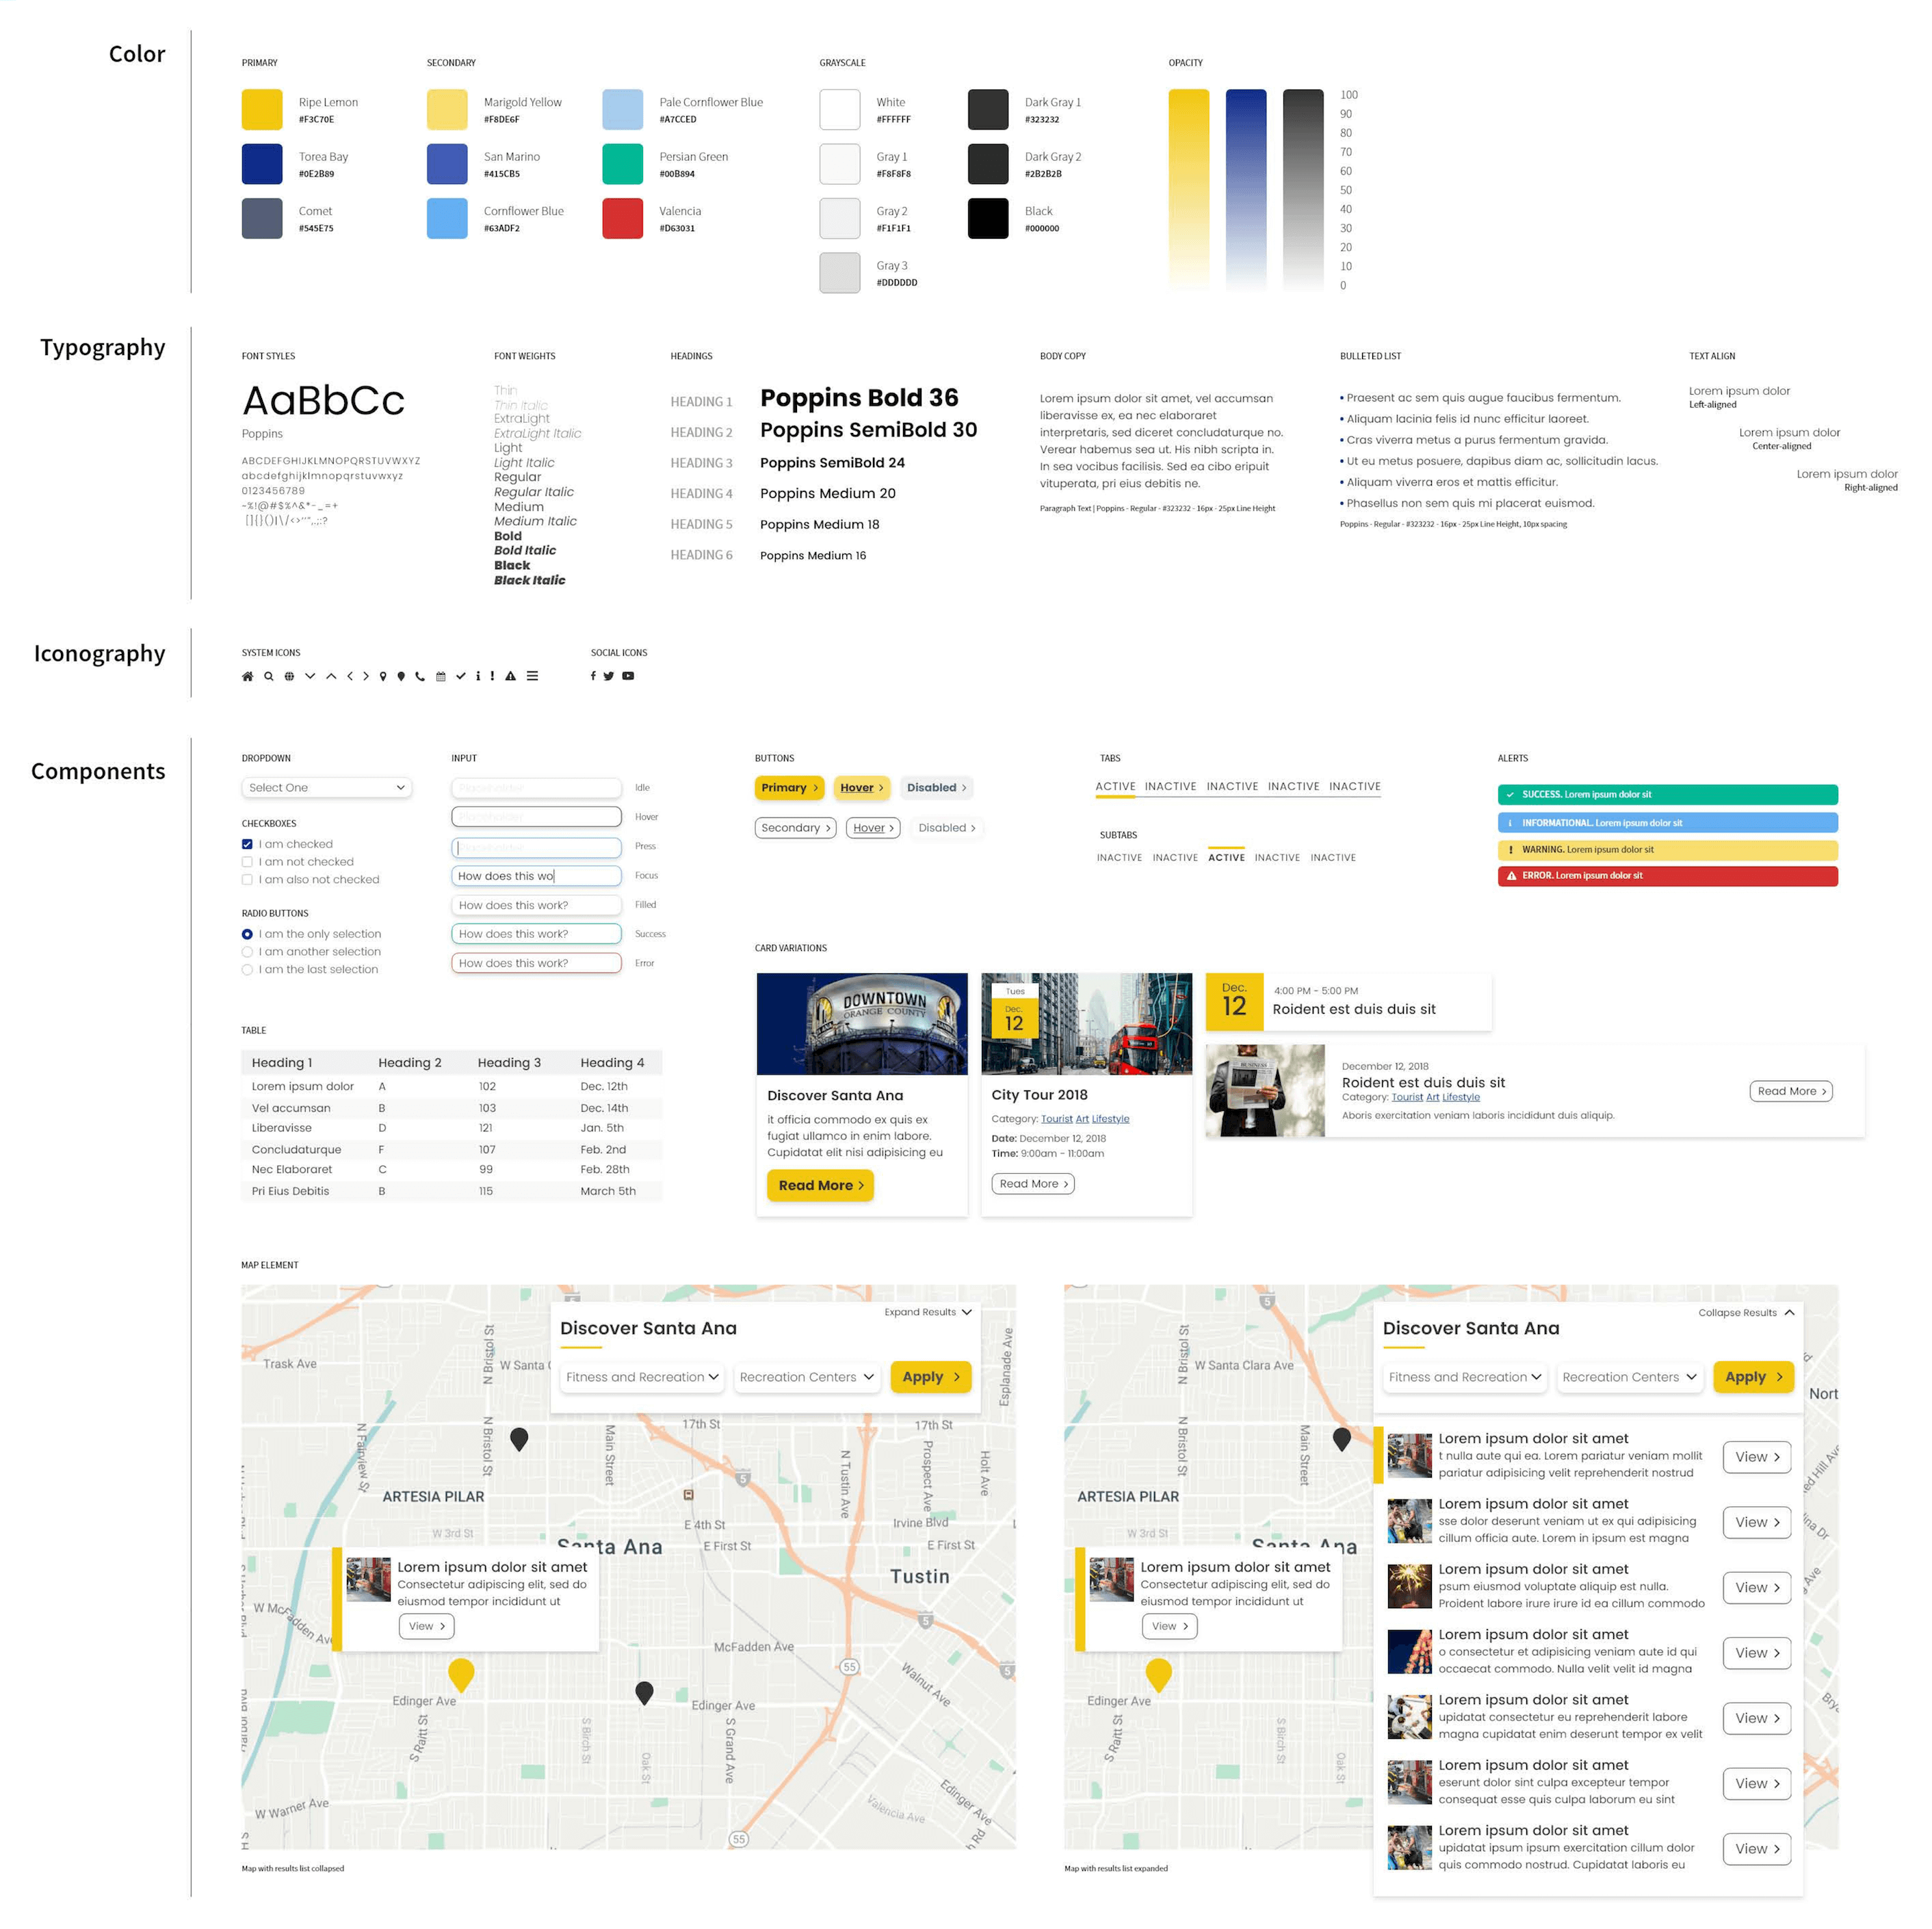 Color
PRIMARY
Ripe Lemon
#F3C70E
Torea Bay
#0E2B89
Comet
#545E75
SECONDARY
Marigold Yellow
#F8DE6F
San Marino
#415CB5
Cornflower Blue
#63ADF2
Pale Cornflower Blue
#A7CCED
Persian Green
#00B894
Valencia
#D63031
GRAYSCALE
White
#FFFFFF
Gray 1
#F8F8F8
Gray 2
#F1F1F1
Gray 3
#DDDDDD
Dark Gray 1
#323232
Dark Gray 2
#2B2B2B
Black
#000000
OPACITY
100
90
80
70
60
50
40
30
20
10
0
Typography
FONT STYLES
AaBbCc
Poppins
ABCDEFGHIJKLMNOPQRSTUVWXYZ
abcdefghijklmnopqrstuvwxyz
0123456789
FONT WEIGHTS
Thin
Thin Italic
ExtraLight
ExtraLight Italic
Light
Light Italic
Regular
Regular Italic
Medium
Medium Italic
Bold
Bold Italic
Black
Black Italic
HEADINGS
HEADING 1 Poppins Bold 36
HEADING 2 Poppins SemiBold 30
HEADING 3 Poppins SemiBold 24
HEADING 4 Poppins Medium 20
HEADING 5 Poppins Medium 18
HEADING 6 Poppins Medium 16
BODY COPY
Lorem ipsum dolor sit amet, vel accumsan
liberavisse ex, ea nec elaboraret
interpretaris, sed diceret concludaturque no.
Verear habemus sea ut. His nibh scripta in.
In sea vocibus facilisis. Sed ea cibo eripuit
vituperata, pri eius debitis ne.
Paragraph Text | Poppins - Regular - #323232 - 16px - 25px Line Height
BULLETED LIST
• Praesent ac sem quis augue faucibus fermentum.
• Aliquam lacinia felis id nunc efficitur laoreet.
• Cras viverra metus a purus fermentum gravida.
• Ut eu metus posuere, dapibus diam ac, sollicitudin lacus.
• Aliquam viverra eros et mattis efficitur.
• Phasellus non sem quis mi placerat euismod.
Poppins - Regular - #323232 - 16px - 25px Line Height, 10px spacing
TEXT ALIGN
Lorem ipsum dolor
Left-aligned
Lorem ipsum dolor
Center-aligned
Lorem ipsum dolor
Right-aligned
Iconography
SYSTEM ICONS
SOCIAL ICONS
Components
DROPDOWN
Select One
CHECKBOXES
I am checked
I am not checked
I am also not checked
RADIO BUTTONS
I am the only selection
I am another selection
I am the last selection
INPUT
Placeholder Idle
Placeholder Hover
Placeholder Press
How does this wo Focus
How does this work? Filled
How does this work? Success
How does this work? Error
BUTTONS
Primary Hover Disabled
Secondary Hover Disabled
TABS
ACTIVE INACTIVE INACTIVE INACTIVE INACTIVE
SUBTABS
INACTIVE INACTIVE ACTIVE INACTIVE INACTIVE
ALERTS
SUCCESS. Lorem ipsum dolor sit
INFORMATIONAL. Lorem ipsum dolor sit
WARNING. Lorem ipsum dolor sit
ERROR. Lorem ipsum dolor sit
TABLE
Heading 1 Heading 2 Heading 3 Heading 4
Lorem ipsum dolor A 102 Dec. 12th
Vel accumsan B 103 Dec. 14th
Liberavisse D 121 Jan. 5th
Concludaturque F 107 Feb. 2nd
Nec Elaboraret C 99 Feb. 28th
Pri Eius Debitis B 115 March 5th
CARD VARIATIONS
DOWNTOWN
ORANGE COUNTY
Discover Santa Ana
it officia commodo ex quis ex
fugiat ullamco in enim labore.
Cupidatat elit nisi adipisicing eu
Read More
Tues
Dec.
12
City Tour 2018
Category: Tourist Art Lifestyle
Date: December 12, 2018
Time: 9:00am - 11:00am
Read More
Dec.
12
4:00 PM - 5:00 PM
Roident est duis duis sit
BUSINESS
December 12, 2018
Roident est duis duis sit
Category: Tourist Art Lifestyle
Aboris exercitation veniam laboris incididunt duis aliquip.
Read More
MAP ELEMENT
Expand Results
Discover Santa Ana
Fitness and Recreation Recreation Centers Apply
5
Trask Ave
N Bristol St
W Santa
Esplanade Ave
17th St
17th St
N Fairview St
N Bristol St
Main Street
N Tustin Ave
Prospect Ave
Holt Ave
5
ARTESIA PILAR
W 3rd St
E 4th St
Irvine Blvd
Santa Ana
E First St
E First St
Tustin
Lorem ipsum dolor sit amet
Consectetur adipiscing elit, sed do
eiusmod tempor incididunt ut
View
W McFadden Ave
5
McFadden Ave
55
Walnut Ave
5
Edinger Ave
Edinger Ave
S Raitt St
S Birch St
Oak St
S Grand Ave
Edinger Ave
Valencia Ave
W Warner Ave
55
Rd
Map with results list collapsed
Collapse Results
Discover Santa Ana
Fitness and Recreation Recreation Centers Apply
5
N Bristol St
W Santa Clara Ave
Nort
N Bristol St
Main Street
ARTESIA PILAR
W 3rd St
Santa Ana
Lorem ipsum dolor sit amet
Consectetur adipiscing elit, sed do
eiusmod tempor incididunt ut
View
Edinger Ave
S Raitt St
S Birch St
Oak St
Lorem ipsum dolor sit amet
t nulla aute qui ea. Lorem pariatur veniam mollit
pariatur adipisicing velit reprehenderit nostrud
View
Lorem ipsum dolor sit amet
sse dolor deserunt veniam ut ex qui adipisicing
cillum officia aute. Lorem in ipsum est magna
View
Lorem ipsum dolor sit amet
psum eiusmod voluptate aliquip est nulla.
Proident labore irure irure id ea cillum commodo
View
Lorem ipsum dolor sit amet
o consectetur et adipisicing veniam aute id qui
occaecat commodo. Nulla velit velit id magna
View
Lorem ipsum dolor sit amet
upidatat consectetur eu reprehenderit labore
magna cupidatat enim deserunt tempor ex velit
View
Lorem ipsum dolor sit amet
eserunt dolor sint culpa excepteur tempor
consequat esse quis culpa laborum eu sint
View
Lorem ipsum dolor sit amet
upidatat ipsum ipsum exercitation cillum dolor
quis commodo nostrud. Cupidatat laboris eu
View
Map with results list expanded